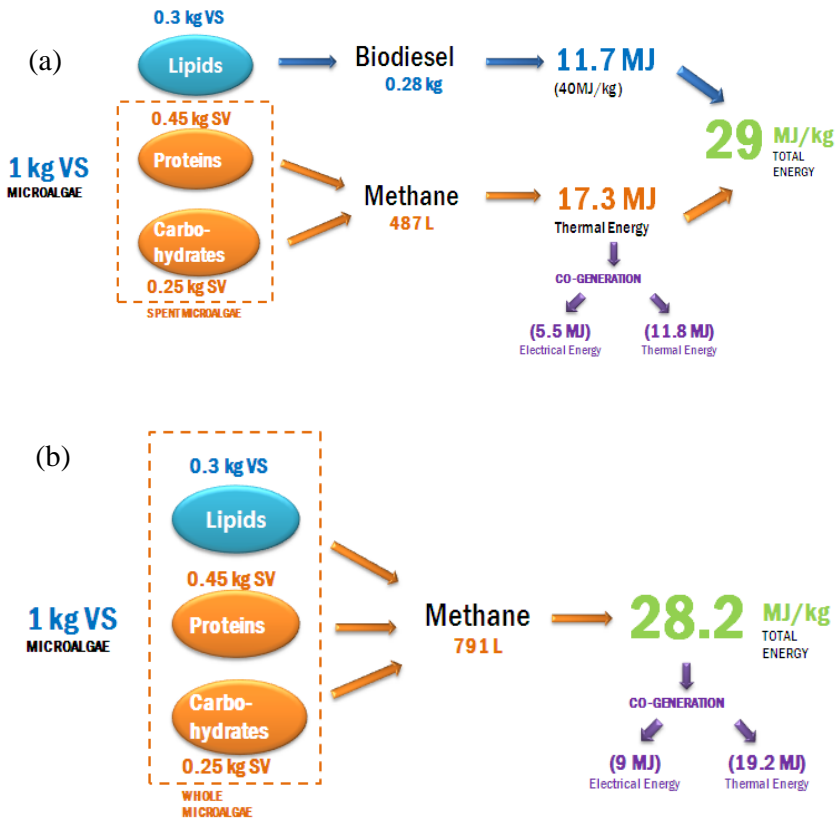 (a)
0.3 kg VS
Lipids
Biodiesel
0.28 kg
11.7 MJ
(40MJ/kg)
1 kg VS
MICROALGAE
0.45 kg SV
Proteins
Carbo-
hydrates
0.25 kg SV
SPENT MICROALGAE
Methane
487 L
17.3 MJ
Thermal Energy
29 MJ/kg
TOTAL
ENERGY
CO-GENERATION
(5.5 MJ)
Electrical Energy
(11.8 MJ)
Thermal Energy
(b)
0.3 kg VS
Lipids
1 kg VS
MICROALGAE
0.45 kg SV
Proteins
Carbo-
hydrates
0.25 kg SV
WHOLE
MICROALGAE
Methane
791 L
28.2 MJ/kg
TOTAL
ENERGY
CO-GENERATION
(9 MJ)
Electrical Energy
(19.2 MJ)
Thermal Energy